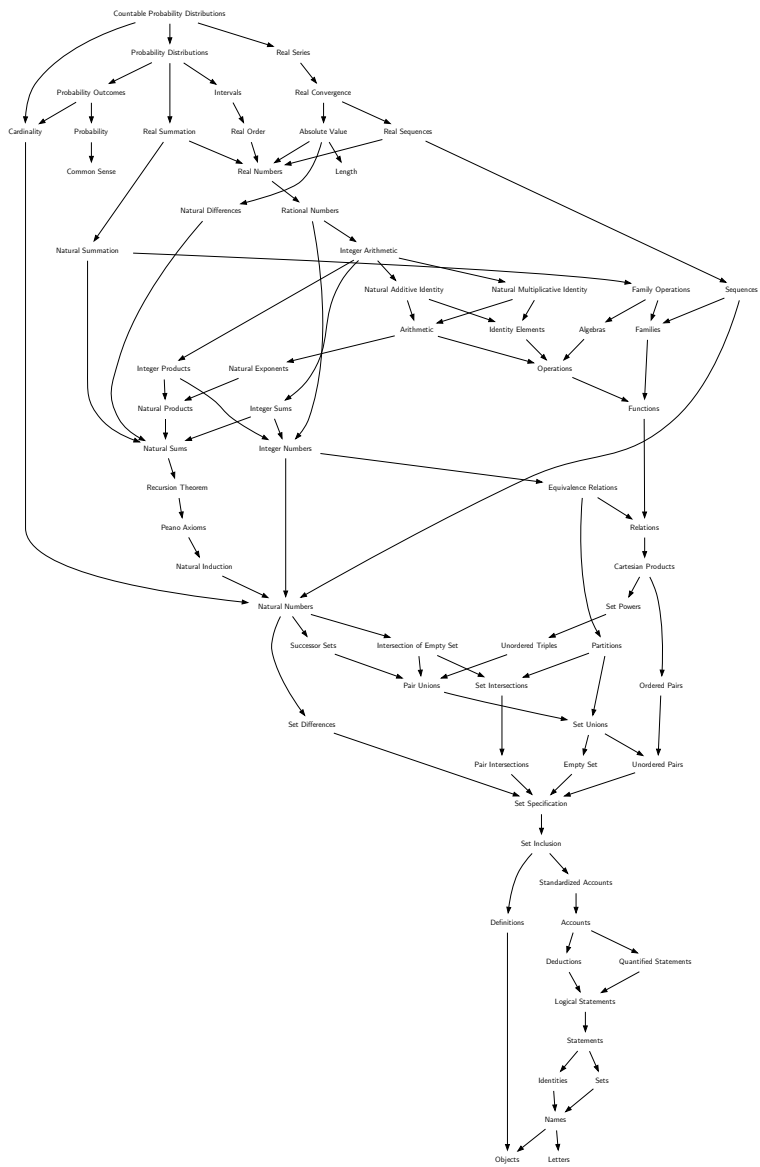 Countable Probability Distributions
Probability Distributions
Real Series
Probability Outcomes
Intervals
Real Convergence
Cardinality
Probability
Real Summation
Real Order
Absolute Value
Real Sequences
Common Sense
Real Numbers
Length
Natural Differences
Rational Numbers
Natural Summation
Integer Arithmetic
Natural Additive Identity
Natural Multiplicative Identity
Family Operations
Sequences
Arithmetic
Identity Elements
Algebras
Families
Integer Products
Natural Exponents
Operations
Natural Products
Integer Sums
Functions
Natural Sums
Integer Numbers
Recursion Theorem
Equivalence Relations
Peano Axioms
Relations
Natural Induction
Cartesian Products
Natural Numbers
Set Powers
Successor Sets
Intersection of Empty Set
Unordered Triples
Partitions
Pair Unions
Set Intersections
Ordered Pairs
Set Differences
Set Unions
Pair Intersections
Empty Set
Unordered Pairs
Set Specification
Set Inclusion
Standardized Accounts
Definitions
Accounts
Deductions
Quantified Statements
Logical Statements
Statements
Identities
Sets
Names
Objects
Letters